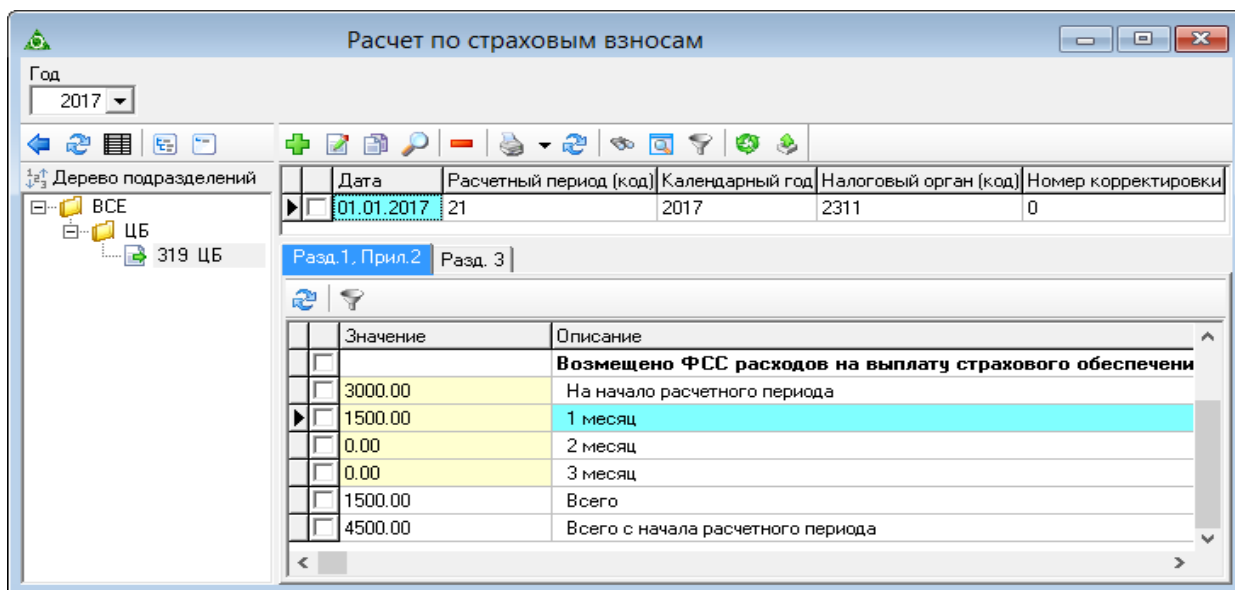 Расчет по страховым взносам
Год
2017
Дерево подразделений
ВСЕ
ЦБ
319 ЦБ
Дата Расчетный период (код) Календарный год Налоговый орган (код) Номер корректировки
01.01.2017 21 2017 2311 0
Разд.1, Прил.2 Разд. 3
Значение Описание
Возмещено ФСС расходов на выплату страхового обеспечени
3000.00 На начало расчетного периода
1500.00 1 месяц
0.00 2 месяц
0.00 3 месяц
1500.00 Всего
4500.00 Всего с начала расчетного периода